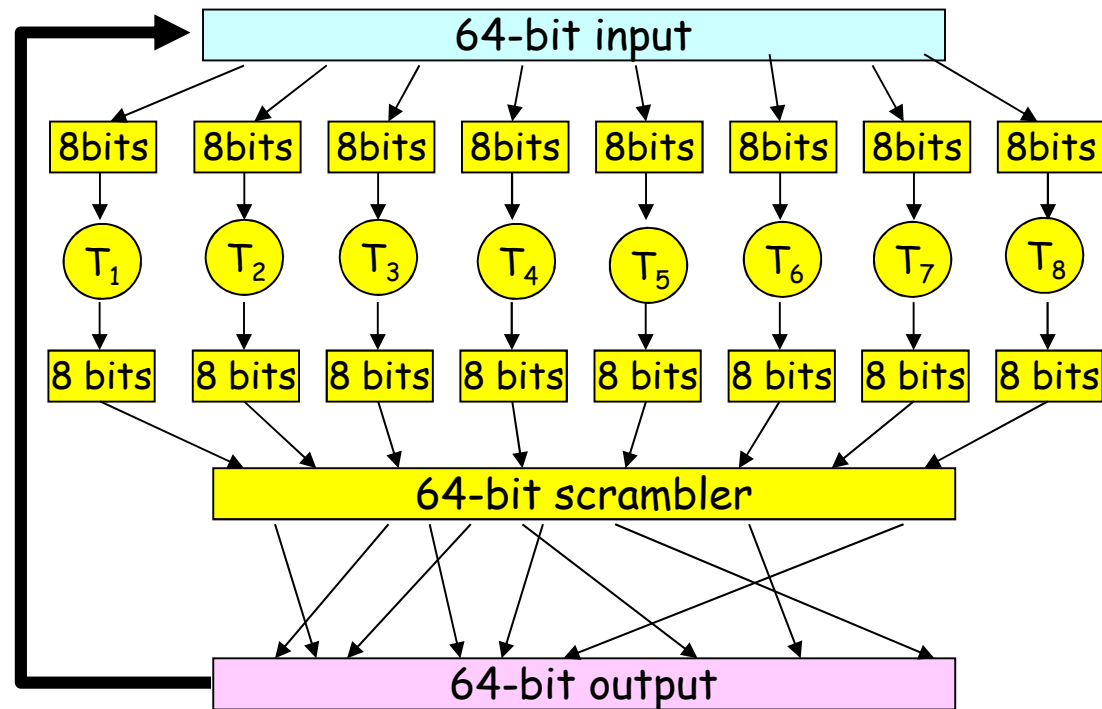 64-bit input
8bits 8bits 8bits 8bits 8bits 8bits 8bits 8bits
T₁ T₂ T₃ T₄ T₅ T₆ T₇ T₈
8 bits 8 bits 8 bits 8 bits 8 bits 8 bits 8 bits 8 bits
64-bit scrambler
64-bit output